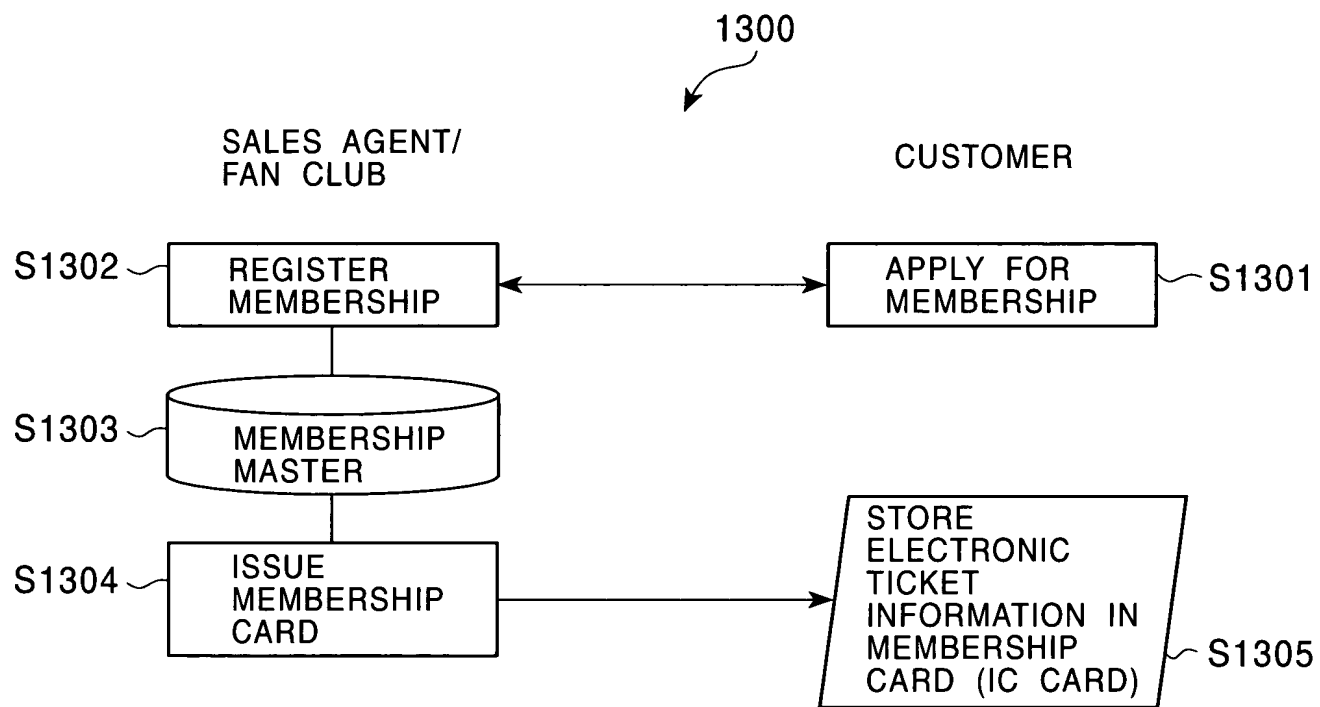 1300
SALES AGENT/
FAN CLUB
CUSTOMER
S1302
REGISTER
MEMBERSHIP
APPLY FOR
MEMBERSHIP
S1301
S1303
MEMBERSHIP
MASTER
S1304
ISSUE
MEMBERSHIP
CARD
STORE
ELECTRONIC
TICKET
INFORMATION IN
MEMBERSHIP
CARD (IC CARD)
S1305